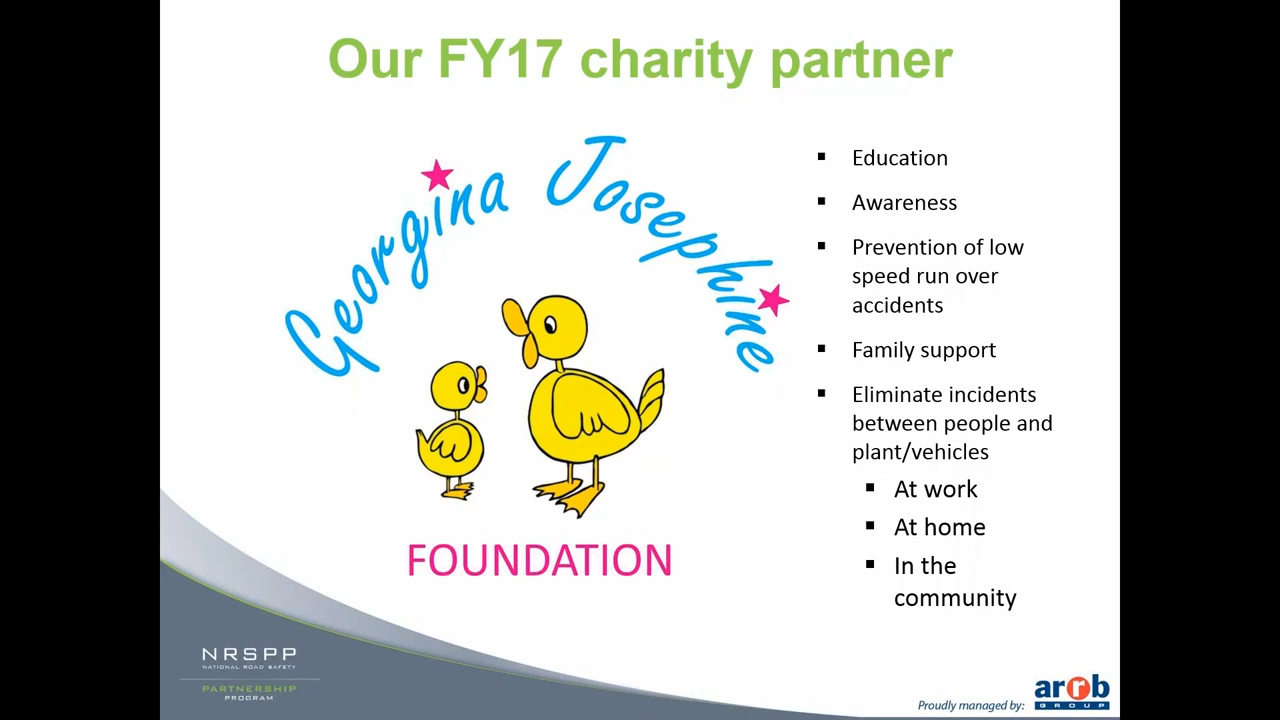 Our FY17 charity partner
Georgina Josephine
FOUNDATION
▪ Education
▪ Awareness
▪ Prevention of low
speed run over
accidents
▪ Family support
▪ Eliminate incidents
between people and
plant/vehicles
▪ At work
▪ At home
▪ In the
community
NRSPP
NATIONAL ROAD SAFETY
PARTNERSHIP
PROGRAM
Proudly managed by:
arrb
GROUP